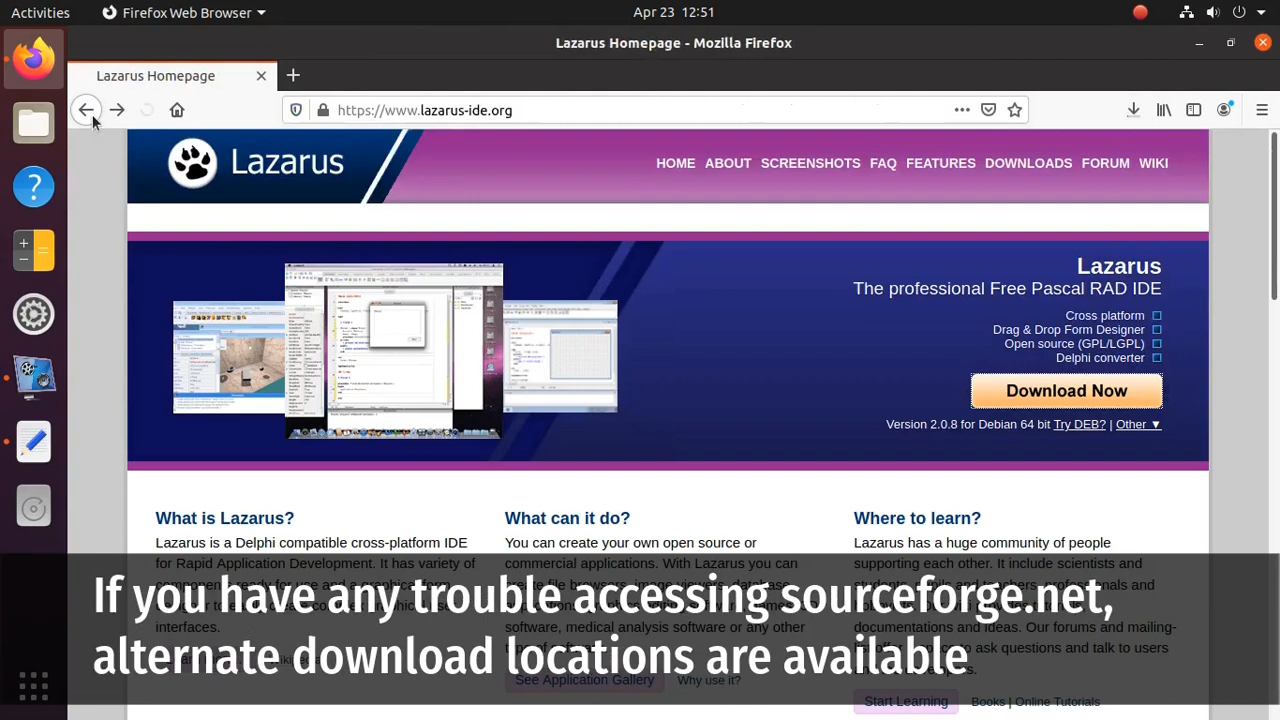 Activities
Firefox Web Browser
Apr 23 12:51
Lazarus Homepage - Mozilla Firefox
Lazarus Homepage
https://www.lazarus-ide.org
Lazarus
HOME ABOUT SCREENSHOTS FAQ FEATURES DOWNLOADS FORUM WIKI
Lazarus
The professional Free Pascal RAD IDE
Cross platform
Drag & Drop Form Designer
Open source (GPL/LGPL)
Delphi converter
Download Now
Version 2.0.8 for Debian 64 bit Try DEB? | Other ▼
What is Lazarus?
Lazarus is a Delphi compatible cross-platform IDE
for Rapid Application Development. It has variety of
interfaces.
What can it do?
You can create your own open source or
commercial applications. With Lazarus you can
software, medical analysis software or any other
See Application Gallery
Why use it?
Where to learn?
Lazarus has a huge community of people
supporting each other. It include scientists and
documentations and ideas. Our forums and mailing-
to ask questions and talk to users
Start Learning
Books | Online Tutorials
If you have any trouble accessing sourceforge.net,
alternate download locations are available